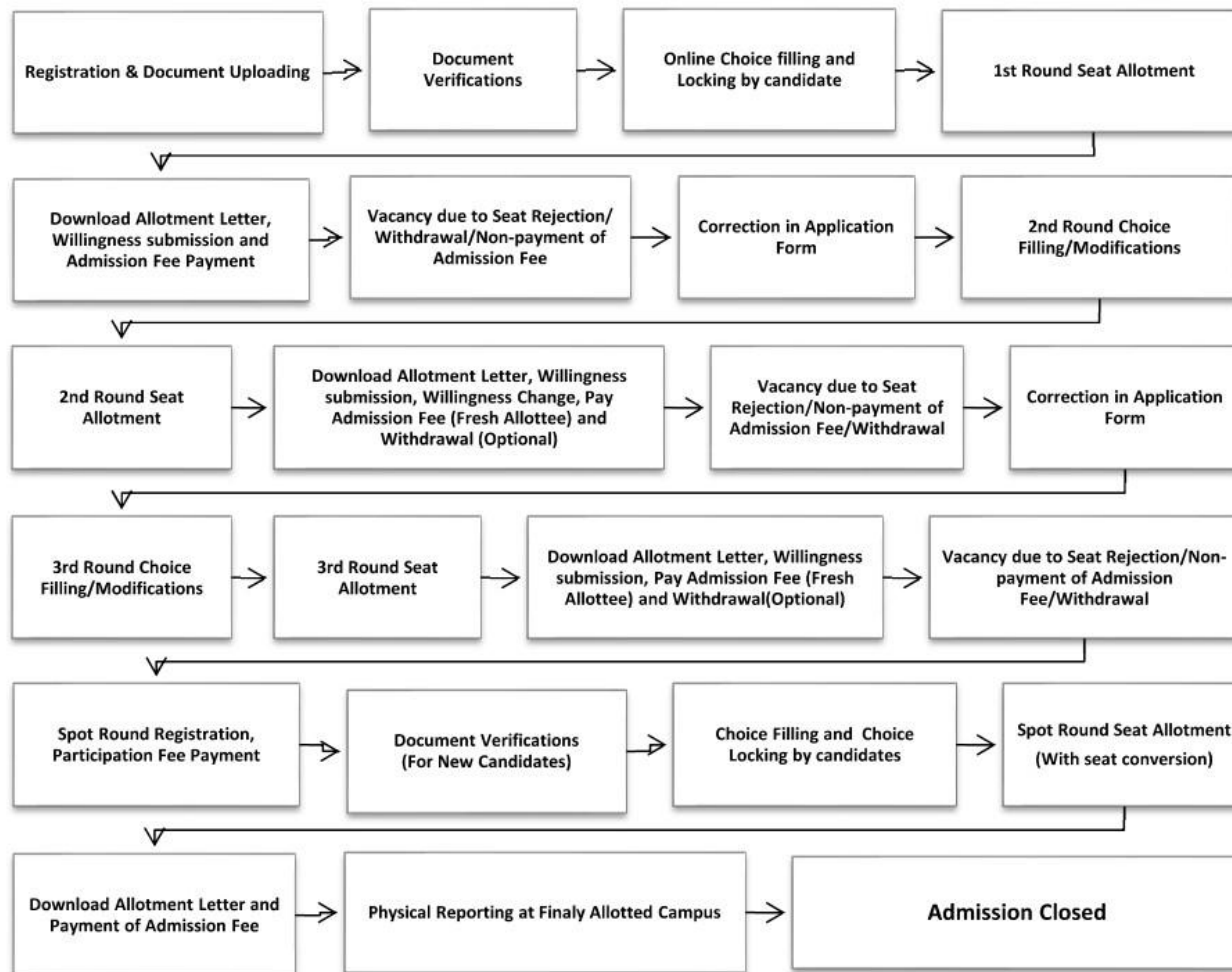 Registration & Document Uploading
Document
Verifications
Online Choice filling and
Locking by candidate
1st Round Seat Allotment
Download Allotment Letter,
Willingness submission and
Admission Fee Payment
Vacancy due to Seat Rejection/
Withdrawal/Non-payment of
Admission Fee
Correction in Application
Form
2nd Round Choice
Filling/Modifications
2nd Round Seat
Allotment
Download Allotment Letter, Willingness
submission, Willingness Change, Pay
Admission Fee (Fresh Allottee) and
Withdrawal (Optional)
Vacancy due to Seat
Rejection/Non-payment of
Admission Fee/Withdrawal
Correction in Application
Form
3rd Round Choice
Filling/Modifications
3rd Round Seat
Allotment
Download Allotment Letter, Willingness
submission, Pay Admission Fee (Fresh
Allottee) and Withdrawal(Optional)
Vacancy due to Seat Rejection/Non-
payment of Admission
Fee/Withdrawal
Spot Round Registration,
Participation Fee Payment
Document Verifications
(For New Candidates)
Choice Filling and Choice
Locking by candidates
Spot Round Seat Allotment
(With seat conversion)
Download Allotment Letter and
Payment of Admission Fee
Physical Reporting at Finaly Allotted Campus
Admission Closed